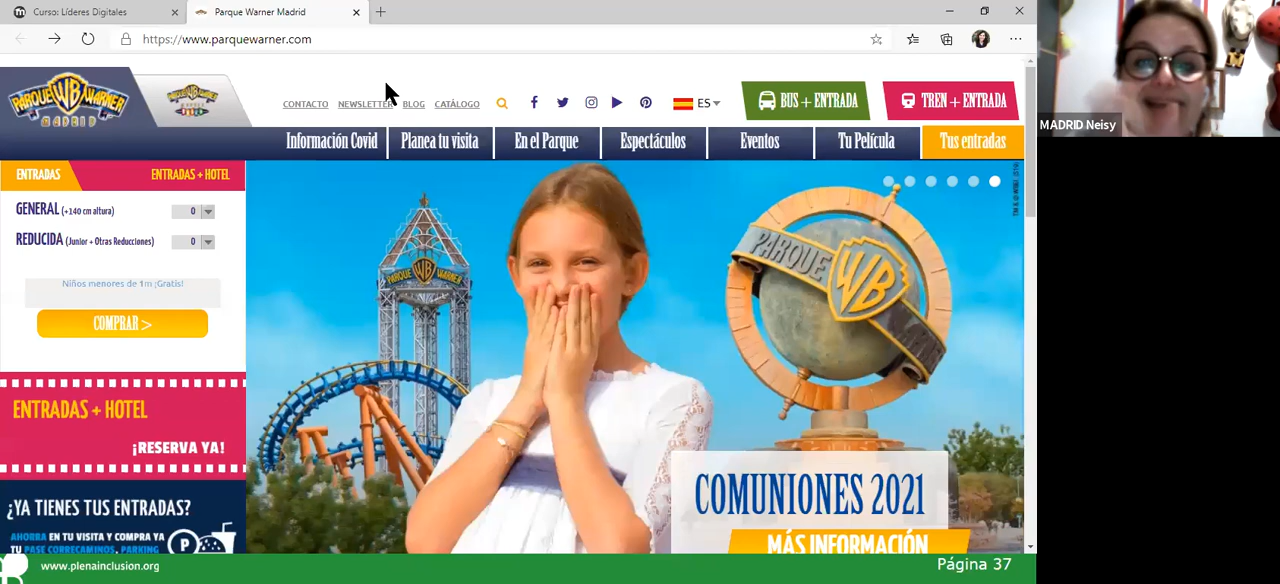 Curso: Líderes Digitales
Parque Warner Madrid
https://www.parquewarner.com
PARQUE WB WARNER
MADRID
CONTACTO NEWSLETTER BLOG CATÁLOGO
ES
BUS + ENTRADA
TREN + ENTRADA
Información Covid
Planea tu visita
En el Parque
Espectáculos
Eventos
Tu Película
Tus entradas
ENTRADAS
ENTRADAS + HOTEL
GENERAL (+140 cm altura)
0
REDUCIDA (Junior + Otras Reducciones)
0
Niños menores de 1m ¡Gratis!
COMPRAR >
ENTRADAS + HOTEL
¡RESERVA YA!
¿YA TIENES TUS ENTRADAS?
AHORRA EN TU VISITA Y COMPRA YA
TU PASE CORRECAMINOS, PARKING
P
PARQUE WB WARNER
PARQUE WB WARNER
COMUNIONES 2021
MÁS INFORMACIÓN
MADRID Neisy
www.plenainclusion.org
Página 37